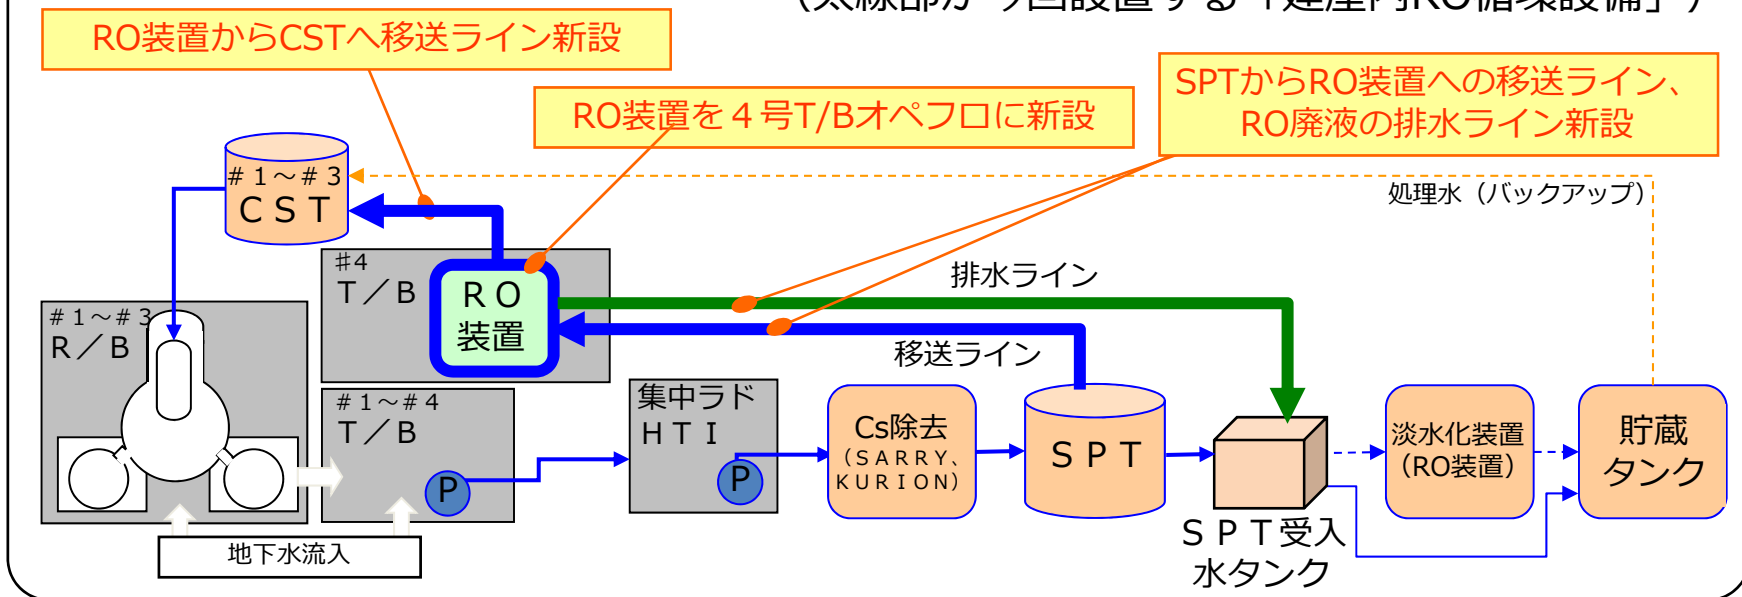 (太線部が今回設置する「建屋内RO循環設備」)
RO装置からCSTへ移送ライン新設
RO装置を４号T/Bオペフロに新設
SPTからRO装置への移送ライン、
RO廃液の排水ライン新設
＃１～＃３
ＣＳＴ
処理水（バックアップ）
♯4
Ｔ／Ｂ
ＲＯ
装置
排水ライン
移送ライン
＃１～＃３
Ｒ／Ｂ
＃１～＃４
Ｔ／Ｂ
P
集中ラド
ＨＴＩ
P
Cs除去
（ＳＡＲＲＹ、
ＫＵＲＩＯＮ）
ＳＰＴ
ＳＰＴ受入
水タンク
淡水化装置
（RO装置）
貯蔵
タンク
地下水流入